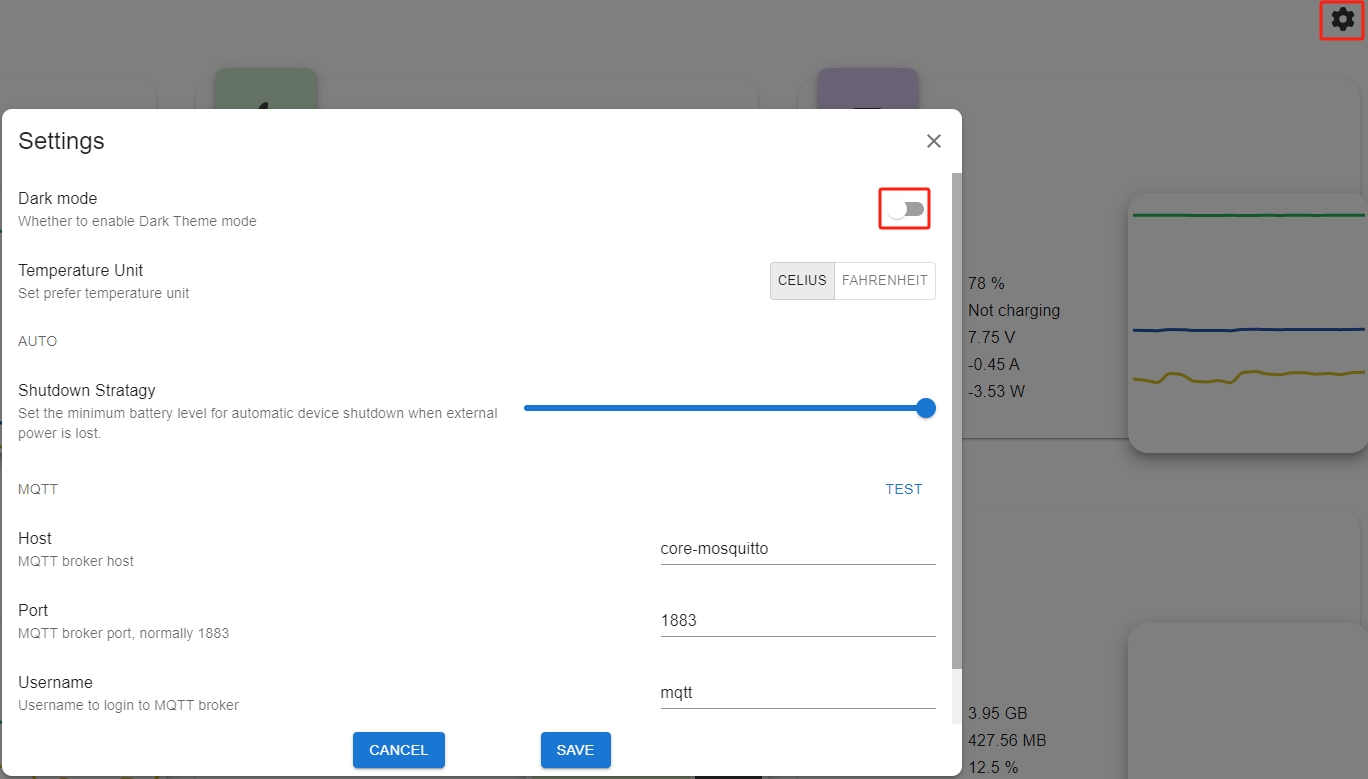 Settings
Dark mode
Whether to enable Dark Theme mode
Temperature Unit
Set prefer temperature unit
CELIUS
FAHRENHEIT
AUTO
Shutdown Stratagy
Set the minimum battery level for automatic device shutdown when external
power is lost.
MQTT
TEST
Host
MQTT broker host
core-mosquitto
Port
MQTT broker port, normally 1883
1883
Username
Username to login to MQTT broker
mqtt
CANCEL
SAVE
78 %
Not charging
7.75 V
-0.45 A
-3.53 W
3.95 GB
427.56 MB
12.5 %